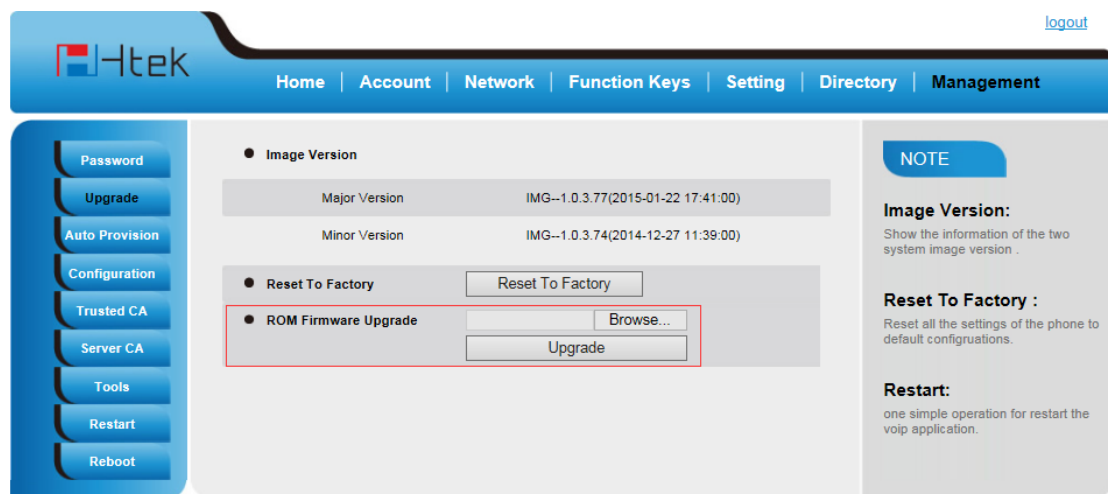 logout
Htek
Home | Account | Network | Function Keys | Setting | Directory | Management
Password
Upgrade
Auto Provision
Configuration
Trusted CA
Server CA
Tools
Restart
Reboot
Image Version
Major Version IMG--1.0.3.77(2015-01-22 17:41:00)
Minor Version IMG--1.0.3.74(2014-12-27 11:39:00)
Reset To Factory Reset To Factory
ROM Firmware Upgrade Browse...
Upgrade
NOTE
Image Version:
Show the information of the two
system image version .
Reset To Factory :
Reset all the settings of the phone to
default configruations.
Restart:
one simple operation for restart the
voip application.